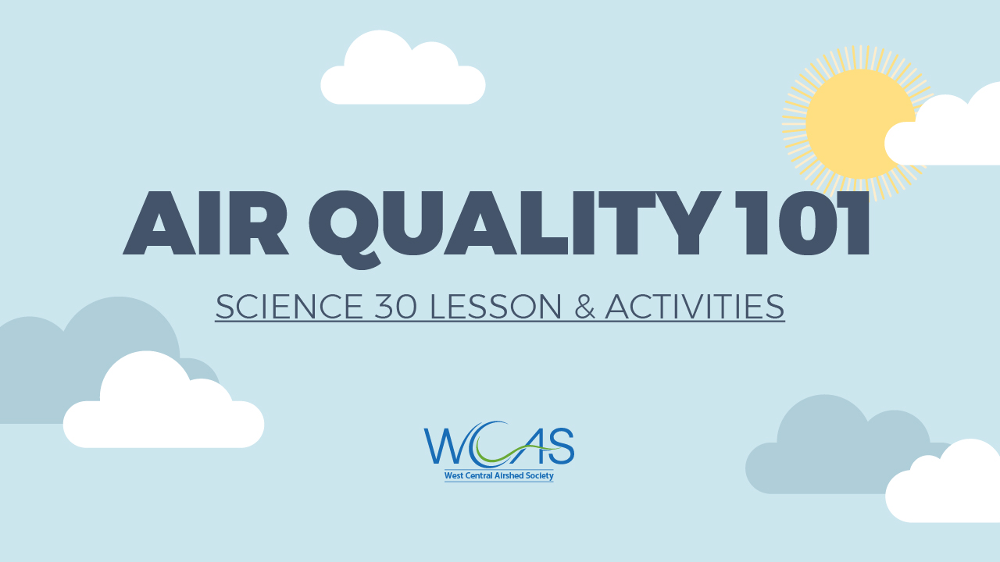 AIR QUALITY 101
SCIENCE 30 LESSON & ACTIVITIES
WCAS
West Central Airshed Society